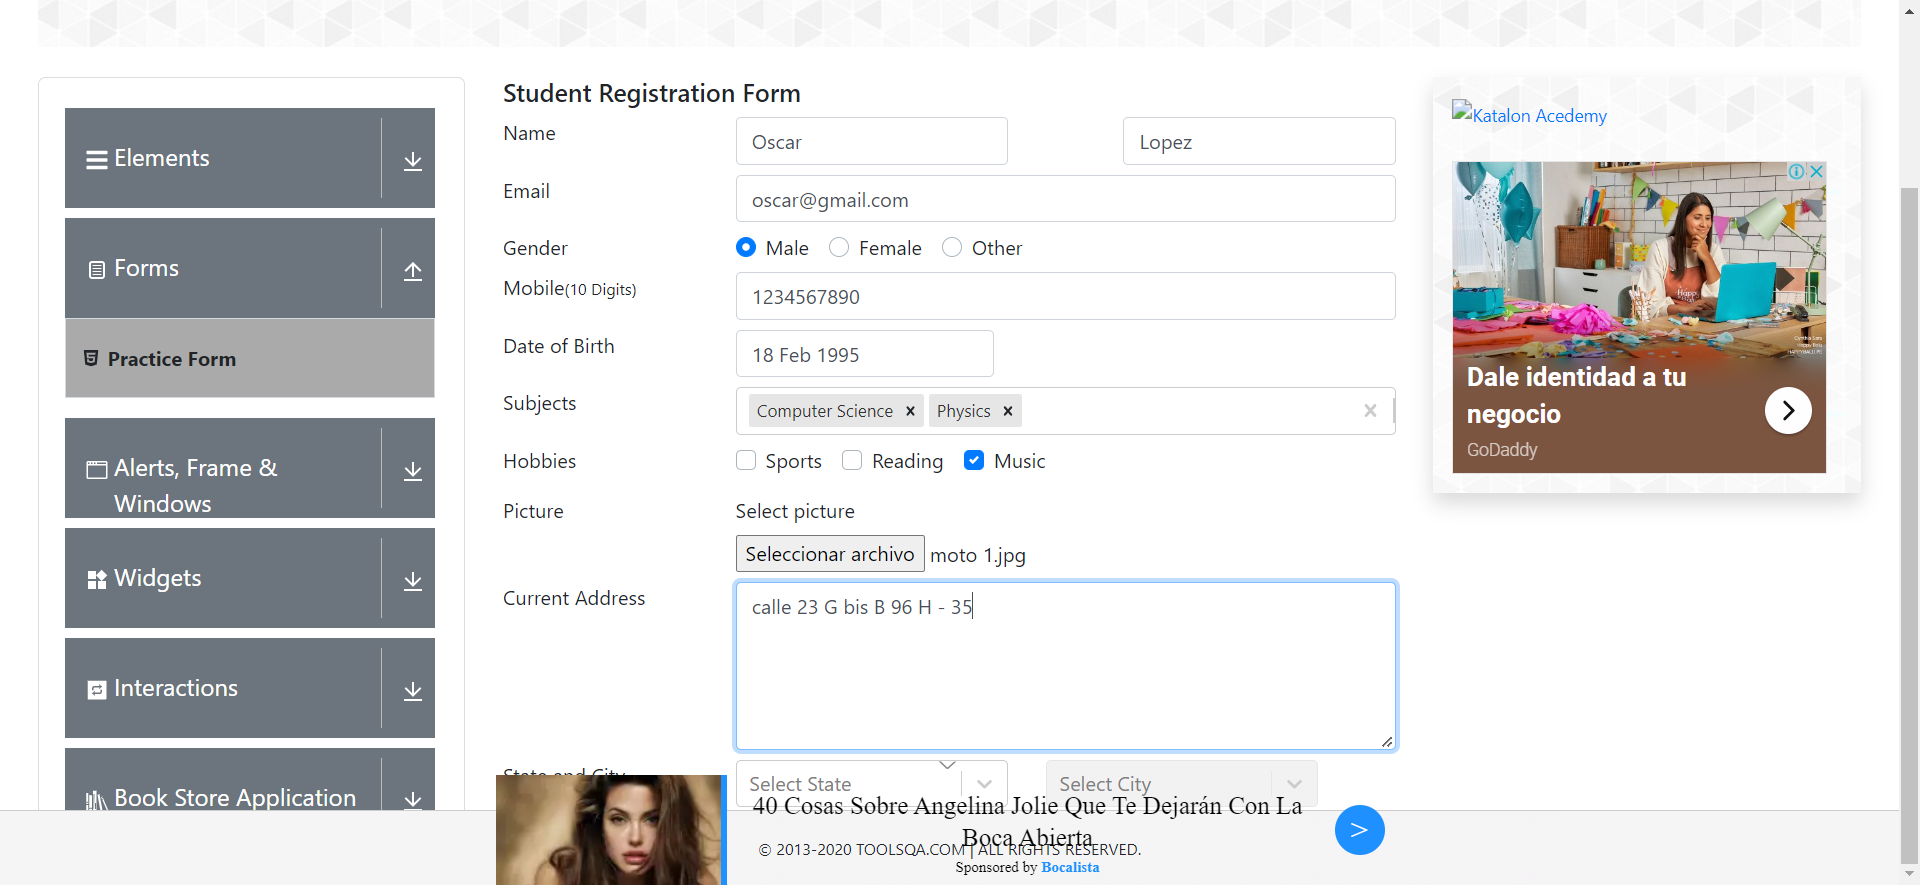 Elements
Forms
Practice Form
Alerts, Frame &
Windows
Widgets
Interactions
Book Store Application
Student Registration Form
Name
Oscar
Lopez
Email
oscar@gmail.com
Gender
Male
Female
Other
Mobile(10 Digits)
1234567890
Date of Birth
18 Feb 1995
Subjects
Computer Science
Physics
Hobbies
Sports
Reading
Music
Picture
Select picture
Seleccionar archivo moto 1.jpg
Current Address
calle 23 G bis B 96 H - 35
State and City
Select State
Select City
40 Cosas Sobre Angelina Jolie Que Te Dejarán Con La
Boca Abierta
© 2013-2020 TOOLSQA.COM | ALL RIGHTS RESERVED.
Sponsored by Bocalista
Katalon Acedemy
Dale identidad a tu
negocio
GoDaddy